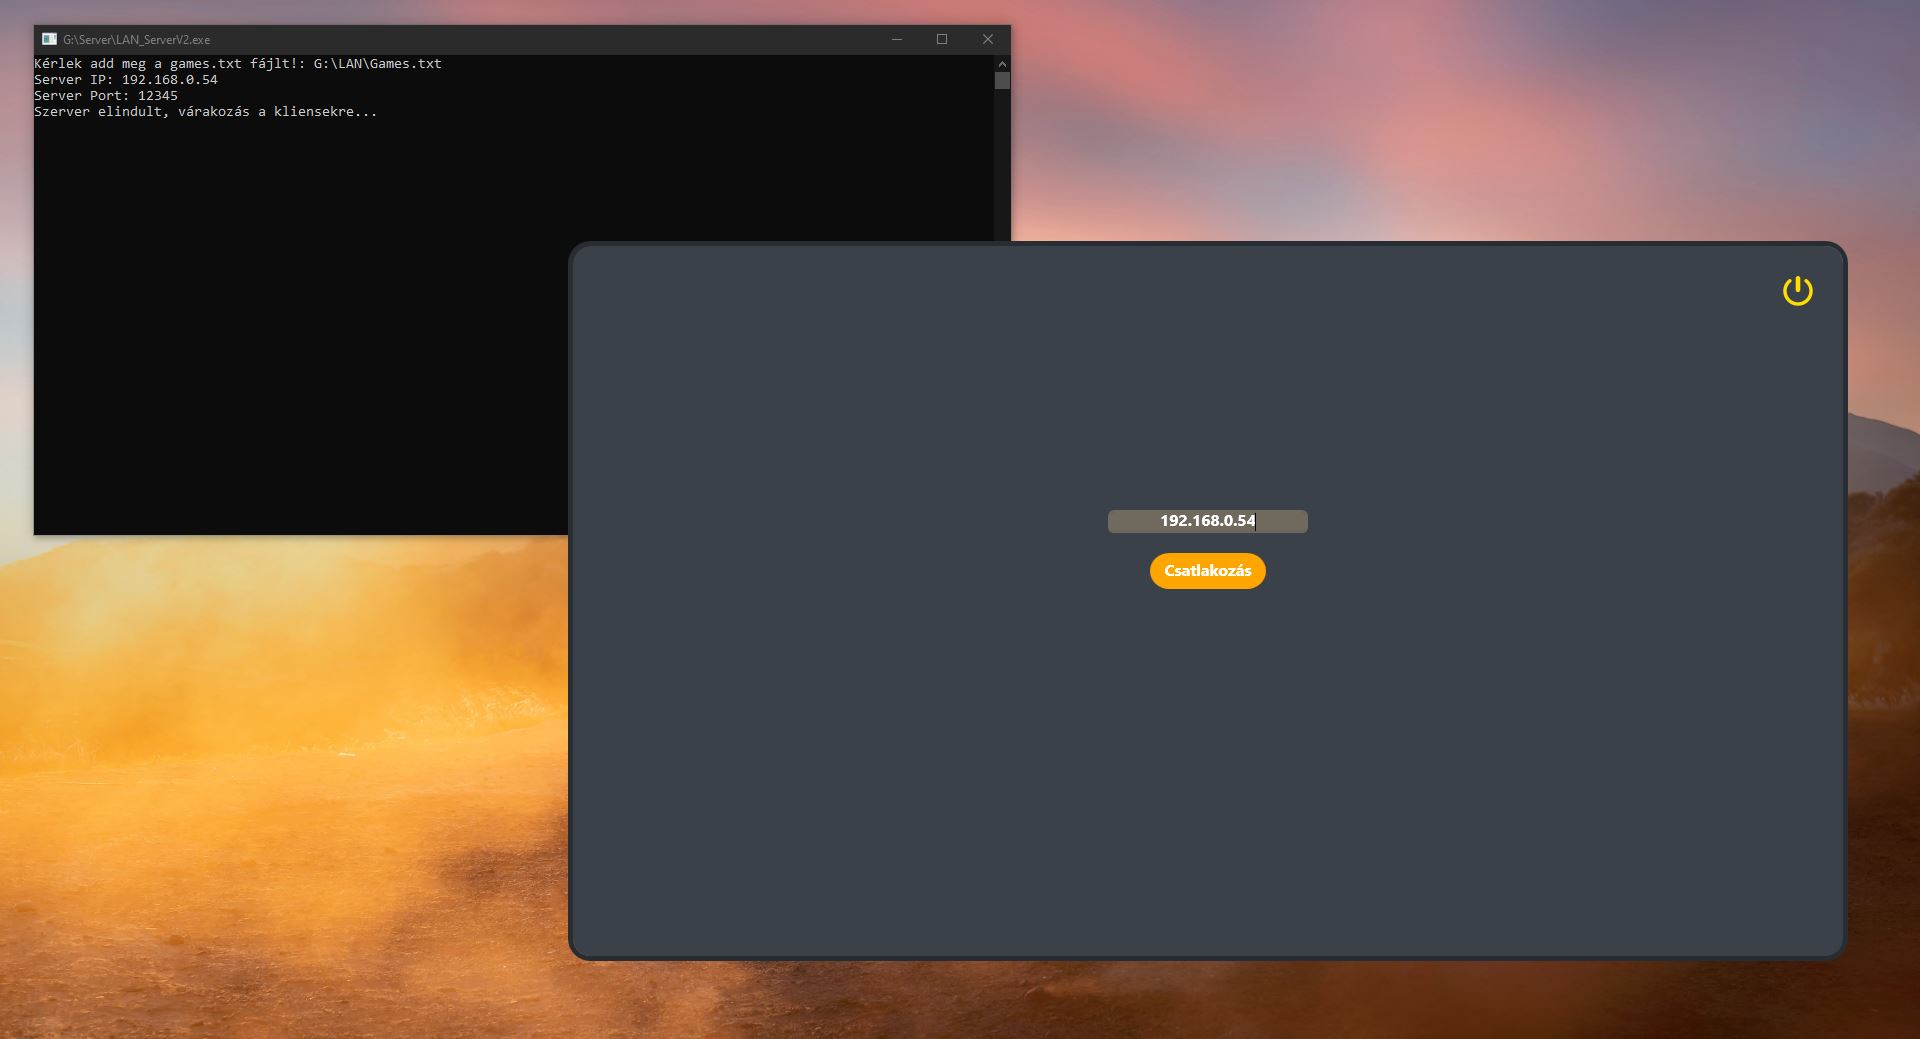 G:\Server\LAN_ServerV2.exe
Kérlek add meg a games.txt fájlt!: G:\LAN\Games.txt
Server IP: 192.168.0.54
Server Port: 12345
Szerver elindult, várakozás a kliensekre...
192.168.0.54
Csatlakozás